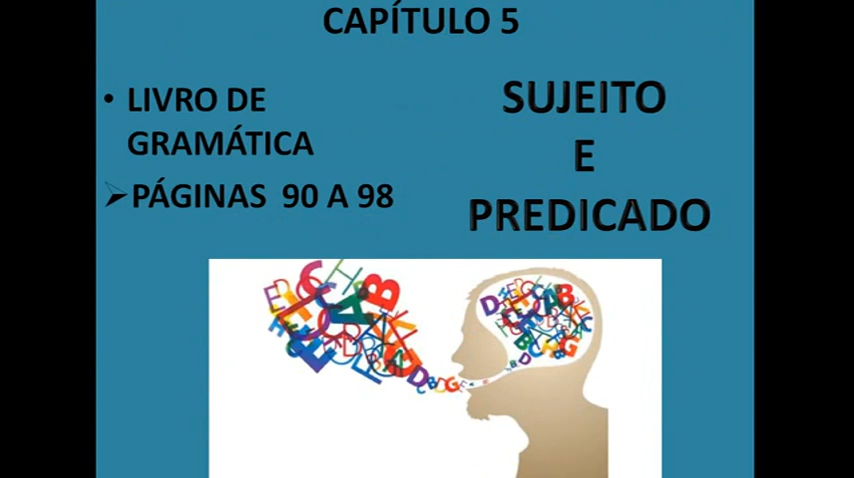 CAPÍTULO 5
• LIVRO DE
GRAMÁTICA
➢PÁGINAS 90 A 98
SUJEITO
E
PREDICADO